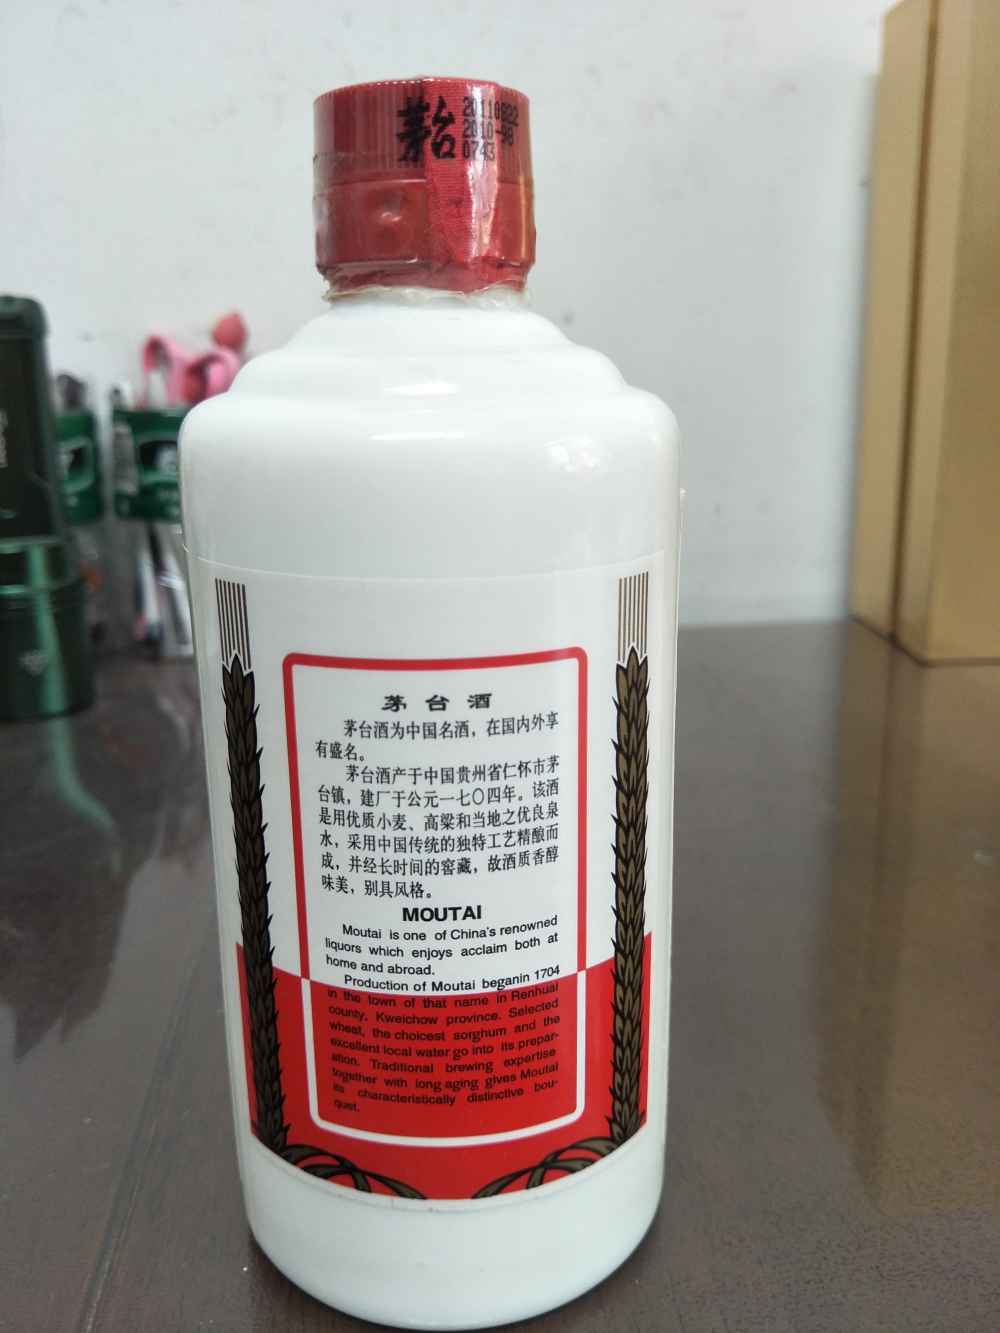 茅台
20110822
2010-98
0743
茅台酒
茅台酒为中国名酒，在国内外享
有盛名。
茅台酒产于中国贵州省仁怀市茅
台镇，建厂于公元一七〇四年。该酒
是用优质小麦、高粱和当地之优良泉
水，采用中国传统的独特工艺精酿而
成，并经长时间的窖藏，故酒质香醇
味美，别具风格。
MOUTAI
Moutai is one of China's renowned
liquors which enjoys acclaim both at
home and abroad.
Production of Moutai beganin 1704
in the town of that name in Renhuai
county, Kweichow province. Selected
wheat, the choicest sorghum and the
excellent local water go into its prepar-
ation. Traditional brewing expertise
together with long aging gives Moutai
its characteristically distinctive bou-
quet.